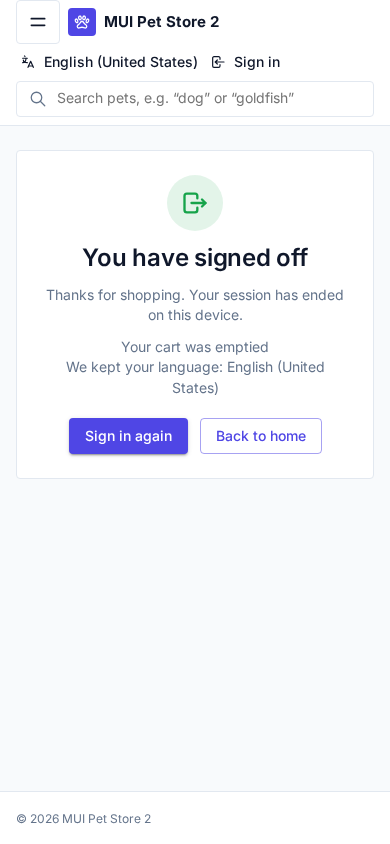 MUI Pet Store 2
English (United States)
Sign in
Search pets, e.g. “dog” or “goldfish”
You have signed off
Thanks for shopping. Your session has ended
on this device.
Your cart was emptied
We kept your language: English (United
States)
Sign in again
Back to home
© 2026 MUI Pet Store 2